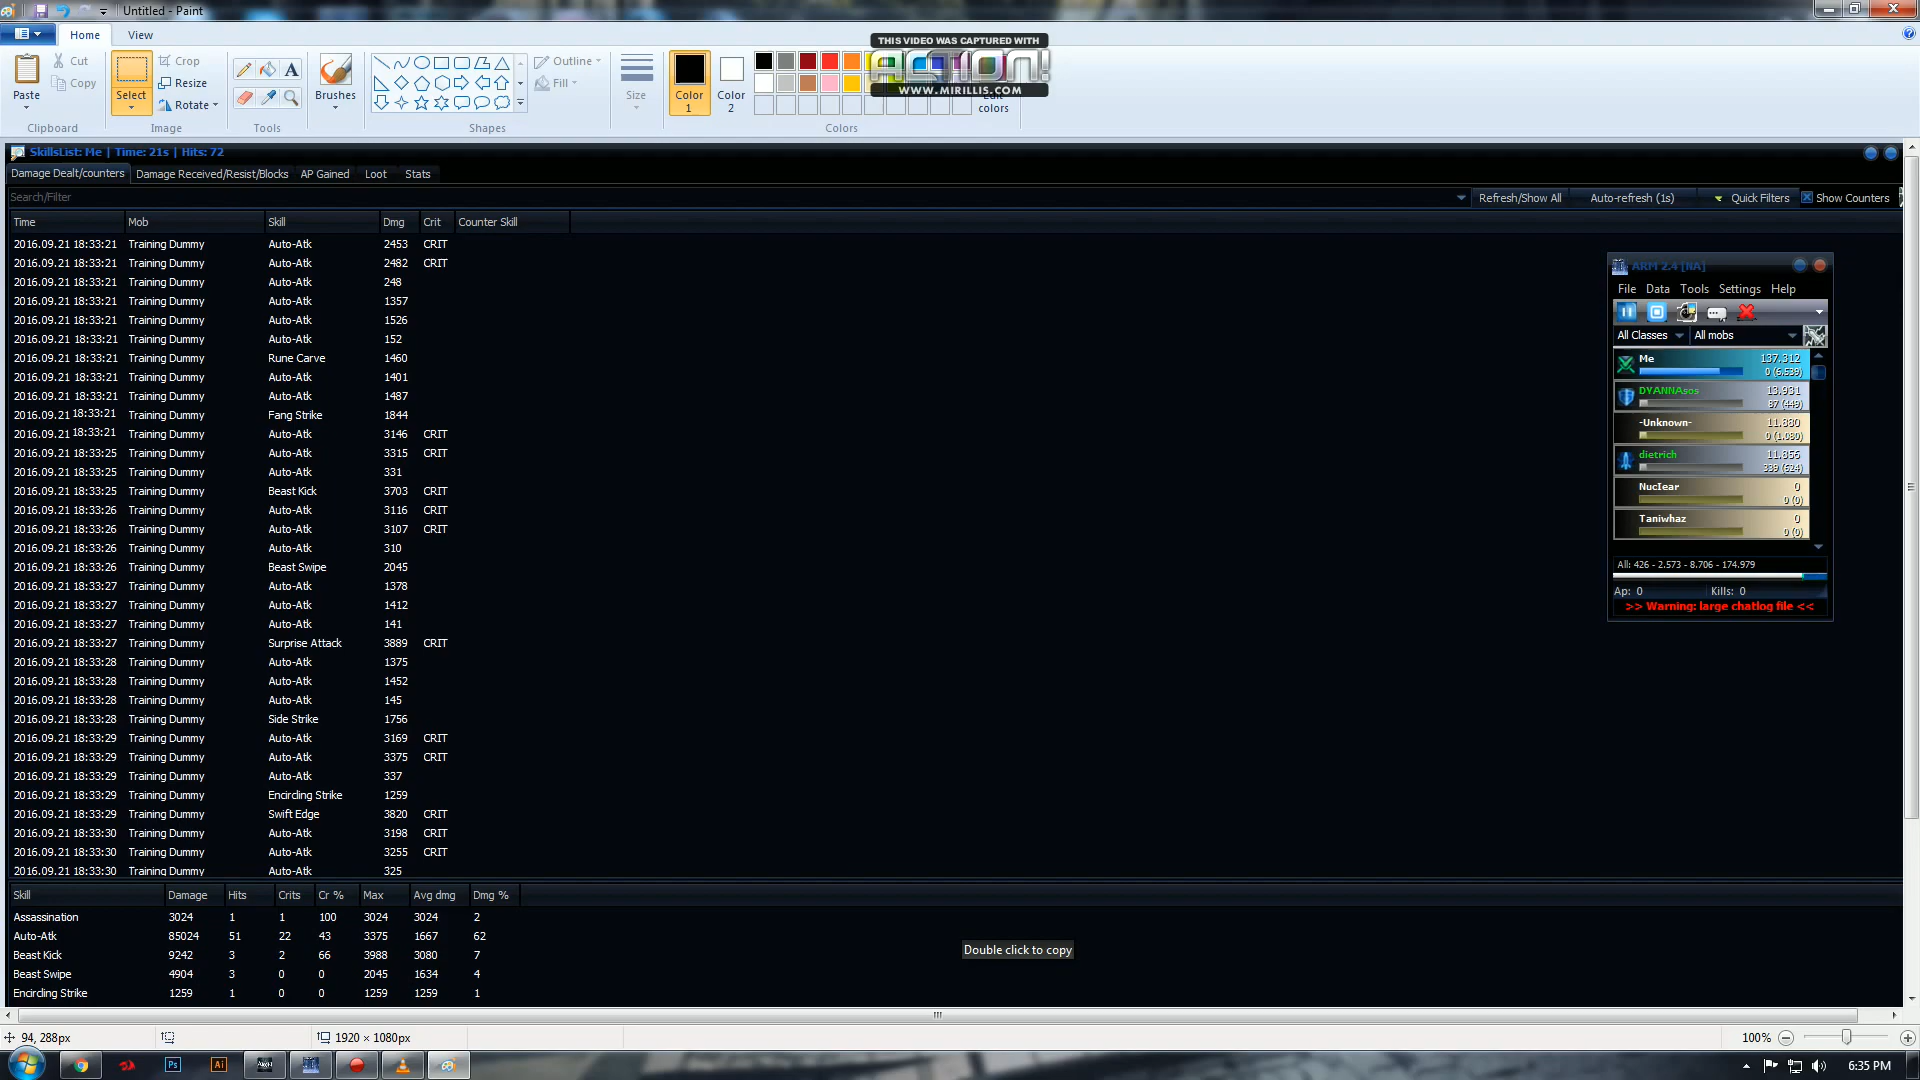 Untitled - Paint
Home View
THIS VIDEO WAS CAPTURED WITH
ACTION!
WWW.MIRILLIS.COM
Paste
Cut
Copy
Clipboard
Select
Crop
Resize
Rotate
Image
Tools
Brushes
Shapes
Outline
Fill
Size
Color 1
Color 2
Edit colors
Colors
SkillsList: Me | Time: 21s | Hits: 72
Damage Dealt/counters Damage Received/Resist/Blocks AP Gained Loot Stats
Search/Filter Refresh/Show All Auto-refresh (1s) Quick Filters Show Counters
Time Mob Skill Dmg Crit Counter Skill
2016.09.21 18:33:21 Training Dummy Auto-Atk 2453 CRIT
2016.09.21 18:33:21 Training Dummy Auto-Atk 2482 CRIT
2016.09.21 18:33:21 Training Dummy Auto-Atk 248
2016.09.21 18:33:21 Training Dummy Auto-Atk 1357
2016.09.21 18:33:21 Training Dummy Auto-Atk 1526
2016.09.21 18:33:21 Training Dummy Auto-Atk 152
2016.09.21 18:33:21 Training Dummy Rune Carve 1460
2016.09.21 18:33:21 Training Dummy Auto-Atk 1401
2016.09.21 18:33:21 Training Dummy Auto-Atk 1487
2016.09.21 18:33:21 Training Dummy Fang Strike 1844
2016.09.21 18:33:21 Training Dummy Auto-Atk 3146 CRIT
2016.09.21 18:33:25 Training Dummy Auto-Atk 3315 CRIT
2016.09.21 18:33:25 Training Dummy Auto-Atk 331
2016.09.21 18:33:25 Training Dummy Beast Kick 3703 CRIT
2016.09.21 18:33:26 Training Dummy Auto-Atk 3116 CRIT
2016.09.21 18:33:26 Training Dummy Auto-Atk 3107 CRIT
2016.09.21 18:33:26 Training Dummy Auto-Atk 310
2016.09.21 18:33:26 Training Dummy Beast Swipe 2045
2016.09.21 18:33:27 Training Dummy Auto-Atk 1378
2016.09.21 18:33:27 Training Dummy Auto-Atk 1412
2016.09.21 18:33:27 Training Dummy Auto-Atk 141
2016.09.21 18:33:27 Training Dummy Surprise Attack 3889 CRIT
2016.09.21 18:33:28 Training Dummy Auto-Atk 1375
2016.09.21 18:33:28 Training Dummy Auto-Atk 1452
2016.09.21 18:33:28 Training Dummy Auto-Atk 145
2016.09.21 18:33:28 Training Dummy Side Strike 1756
2016.09.21 18:33:29 Training Dummy Auto-Atk 3169 CRIT
2016.09.21 18:33:29 Training Dummy Auto-Atk 3375 CRIT
2016.09.21 18:33:29 Training Dummy Auto-Atk 337
2016.09.21 18:33:29 Training Dummy Encircling Strike 1259
2016.09.21 18:33:29 Training Dummy Swift Edge 3820 CRIT
2016.09.21 18:33:30 Training Dummy Auto-Atk 3198 CRIT
2016.09.21 18:33:30 Training Dummy Auto-Atk 3255 CRIT
2016.09.21 18:33:30 Training Dummy Auto-Atk 325
ARM 2.4 [NA]
File Data Tools Settings Help
All Classes All mobs
Me 137.312
0 (6.539)
DYANNAsos 13.931
87 (449)
-Unknown- 11.880
0 (1.080)
dietrich 11.856
339 (624)
NucIear 0
0 (0)
Taniwhaz 0
0 (0)
All: 426 - 2.573 - 8.706 - 174.979
Ap: 0 Kills: 0
>> Warning: large chatlog file <<
Skill Damage Hits Crits Cr % Max Avg dmg Dmg %
Assassination 3024 1 1 100 3024 3024 2
Auto-Atk 85024 51 22 43 3375 1667 62
Beast Kick 9242 3 2 66 3988 3080 7
Beast Swipe 4904 3 0 0 2045 1634 4
Encircling Strike 1259 1 0 0 1259 1259 1
Double click to copy
94, 288px 1920 × 1080px 100%
Ps Ai 6:35 PM